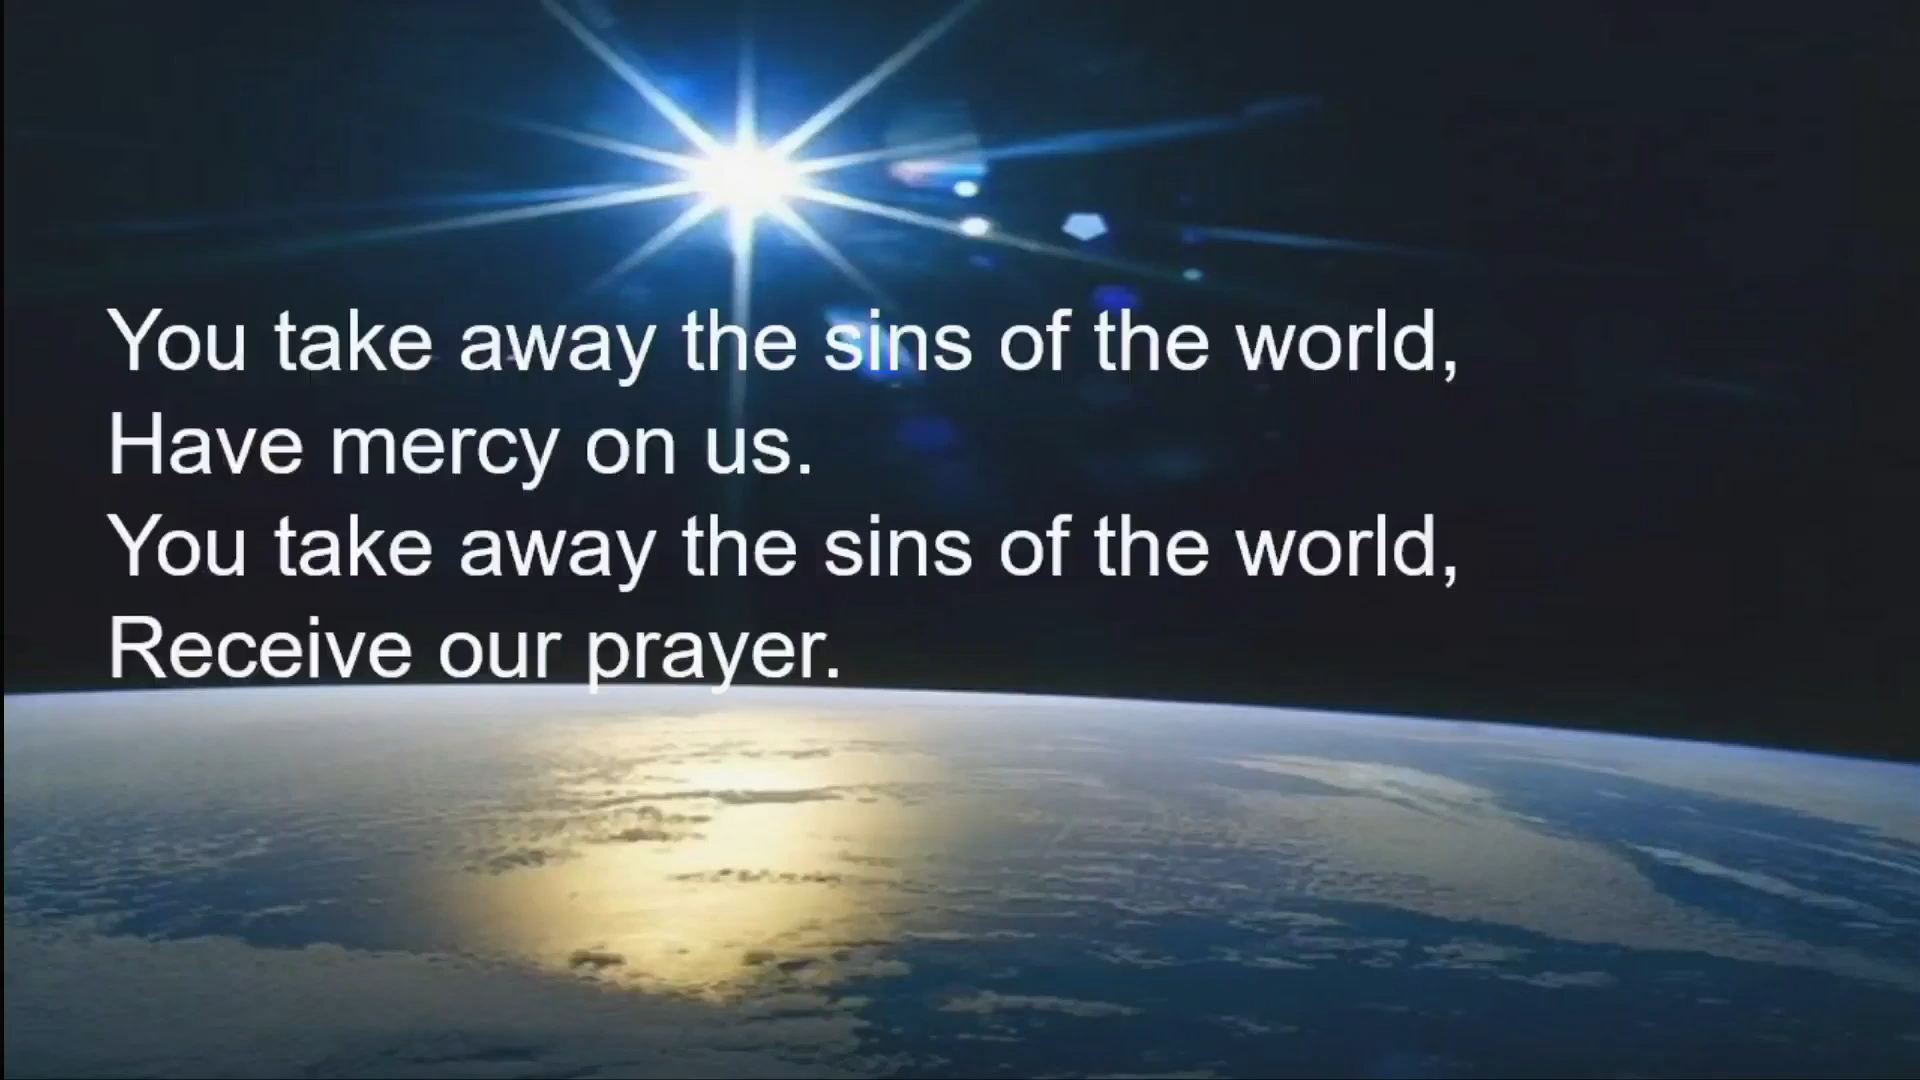 You take away the sins of the world,
Have mercy on us.
You take away the sins of the world,
Receive our prayer.